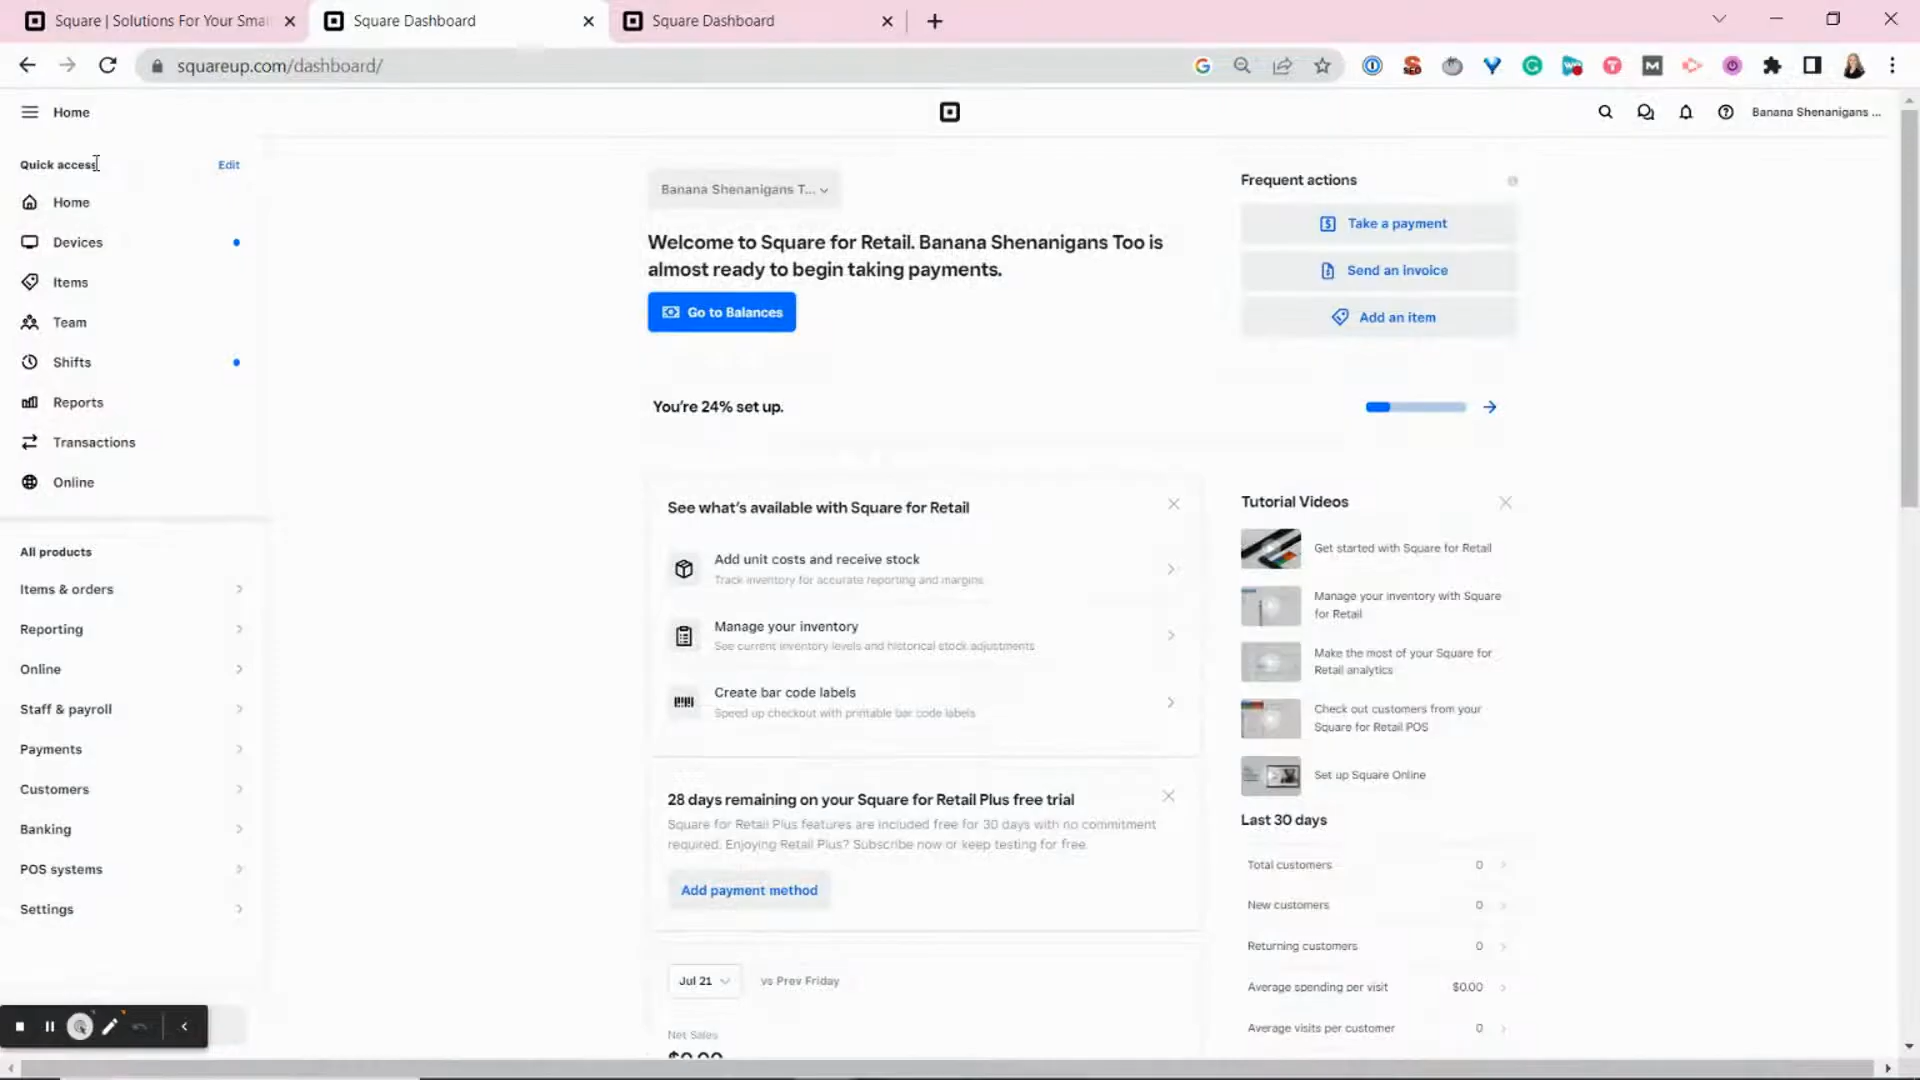 Square | Solutions For Your Smal
Square Dashboard
Square Dashboard
squareup.com/dashboard/
Home
Banana Shenanigans ...
Quick access
Edit
Home
Devices
Items
Team
Shifts
Reports
Transactions
Online
All products
Items & orders
Reporting
Online
Staff & payroll
Payments
Customers
Banking
POS systems
Settings
Banana Shenanigans T...
Welcome to Square for Retail. Banana Shenanigans Too is
almost ready to begin taking payments.
Go to Balances
You're 24% set up.
See what's available with Square for Retail
Add unit costs and receive stock
Track inventory for accurate reporting and margins
Manage your inventory
See current inventory levels and historical stock adjustments
Create bar code labels
Speed up checkout with printable bar code labels
28 days remaining on your Square for Retail Plus free trial
Square for Retail Plus features are included free for 30 days with no commitment
required. Enjoying Retail Plus? Subscribe now or keep testing for free.
Add payment method
Jul 21
vs Prev Friday
Net Sales
$0.00
Frequent actions
Take a payment
Send an invoice
Add an item
Tutorial Videos
Get started with Square for Retail
Manage your inventory with Square
for Retail
Make the most of your Square for
Retail analytics
Check out customers from your
Square for Retail POS
Set up Square Online
Last 30 days
Total customers 0
New customers 0
Returning customers 0
Average spending per visit $0.00
Average visits per customer 0